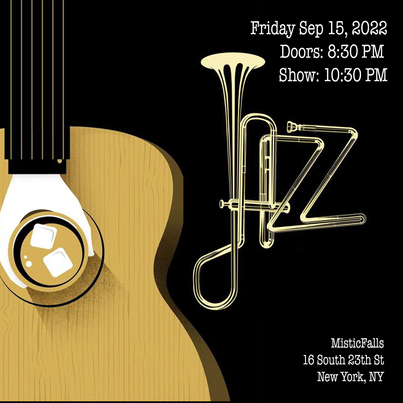 Friday Sep 15, 2022
Doors: 8:30 PM
Show: 10:30 PM
JAZZ
MisticFalls
16 South 23th St
New York, NY